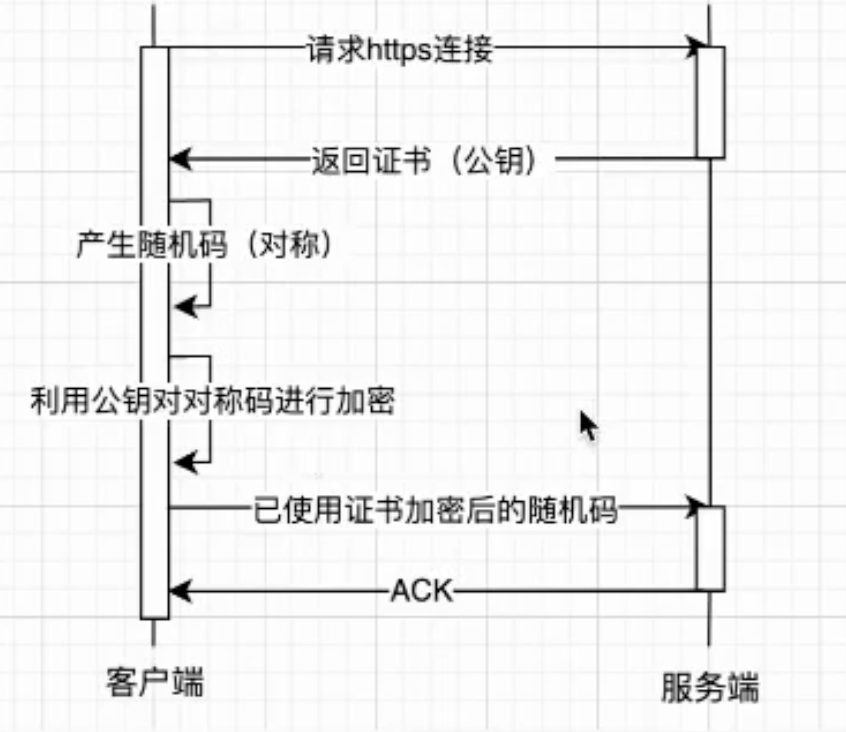 请求https连接
返回证书（公钥）
产生随机码（对称）
利用公钥对对称码进行加密
已使用证书加密后的随机码
ACK
客户端
服务端